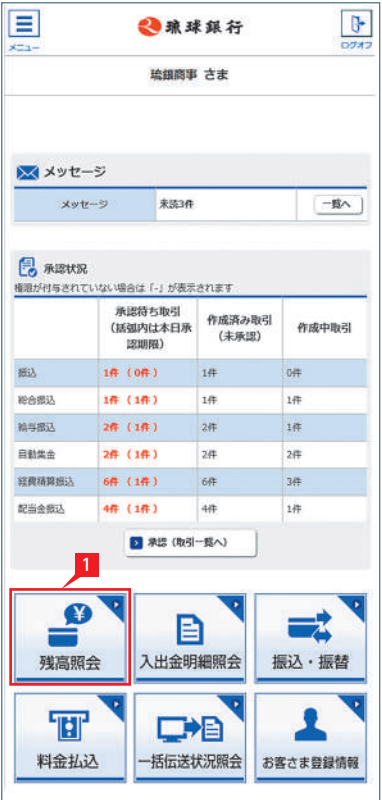 琉球銀行
メニュー
ログオフ
琉銀商事 さま
メッセージ
メッセージ 未読3件 一覧へ
承認状況
権限が付与されていない場合は「-」が表示されます
承認待ち取引
(括弧内は本日承
認期限)
作成済み取引
(未承認)
作成中取引
振込 1件 ( 0件 ) 1件 0件
総合振込 1件 ( 1件 ) 1件 1件
給与振込 2件 ( 1件 ) 2件 1件
自動集金 2件 ( 1件 ) 2件 2件
経費精算振込 6件 ( 1件 ) 6件 3件
配当金振込 4件 ( 1件 ) 4件 1件
承認(取引一覧へ)
1
残高照会 入出金明細照会 振込・振替
料金払込 一括伝送状況照会 お客さま登録情報